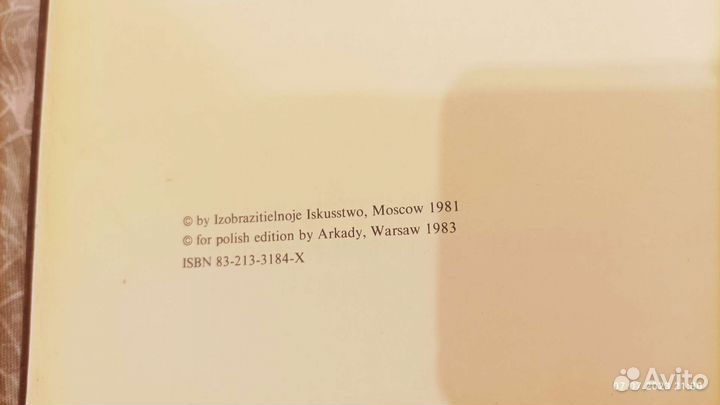 © by Izobrazitielnoje Iskusstwo, Moscow 1981
© for polish edition by Arkady, Warsaw 1983
ISBN 83-213-3184-X
Avito